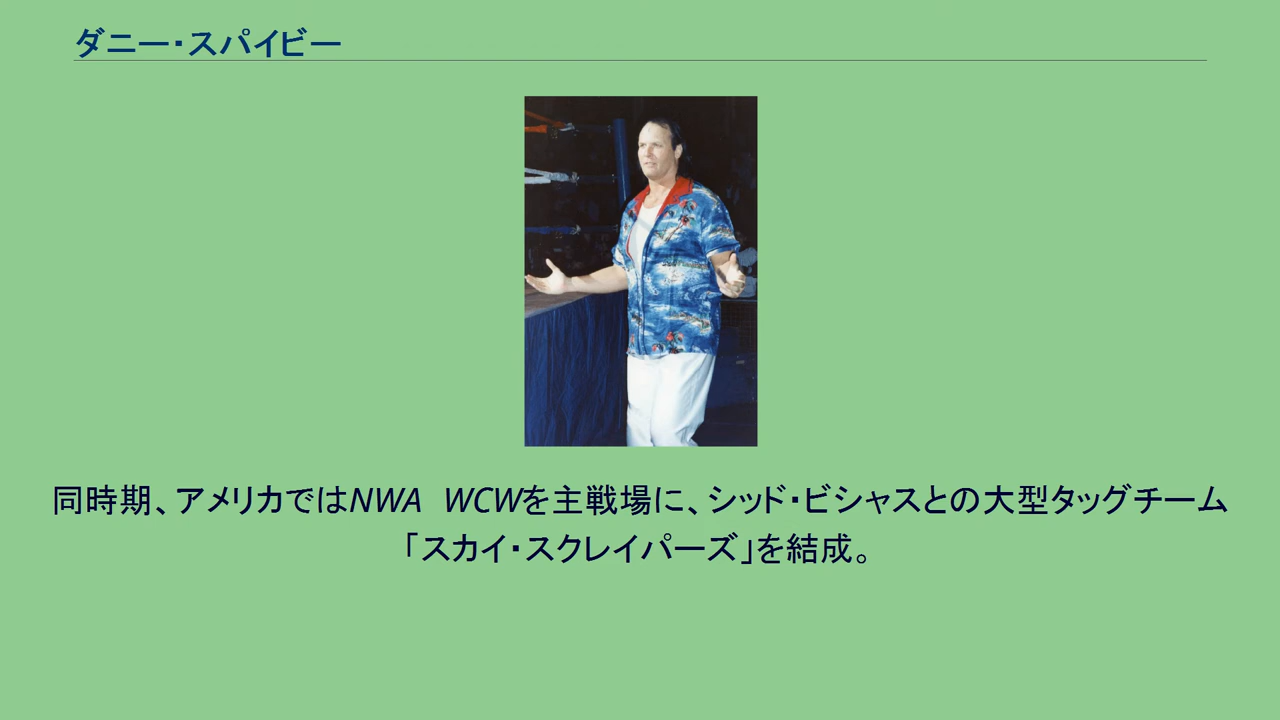 ダニー・スパイビー
同時期、アメリカではNWA　WCWを主戦場に、シッド・ビシャスとの大型タッグチーム
「スカイ・スクレイパーズ」を結成。